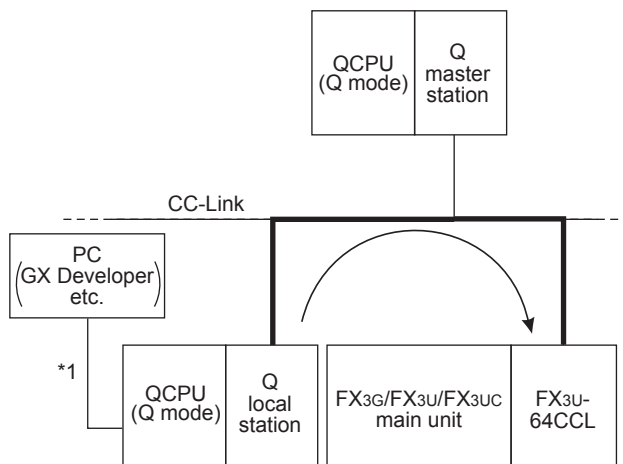 QCPU
(Q mode)
Q
master
station
CC-Link
PC
(GX Developer
etc.)
*1
QCPU
(Q mode)
Q
local
station
FX3G/FX3U/FX3UC
main unit
FX3U-
64CCL